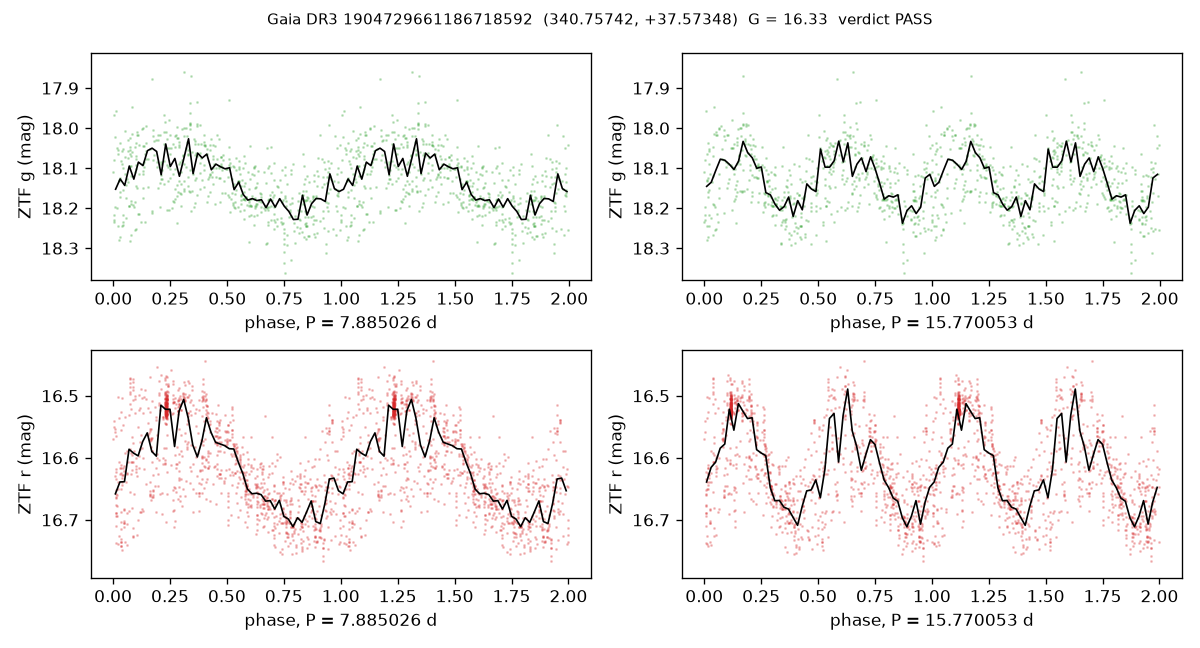 Gaia DR3 1904729661186718592  (340.75742, +37.57348)  G = 16.33  verdict PASS
ZTF g (mag)
17.9
18.0
18.1
18.2
18.3
0.00 0.25 0.50 0.75 1.00 1.25 1.50 1.75 2.00
phase, P = 7.885026 d
ZTF g (mag)
17.9
18.0
18.1
18.2
18.3
0.00 0.25 0.50 0.75 1.00 1.25 1.50 1.75 2.00
phase, P = 15.770053 d
ZTF r (mag)
16.5
16.6
16.7
0.00 0.25 0.50 0.75 1.00 1.25 1.50 1.75 2.00
phase, P = 7.885026 d
ZTF r (mag)
16.5
16.6
16.7
0.00 0.25 0.50 0.75 1.00 1.25 1.50 1.75 2.00
phase, P = 15.770053 d